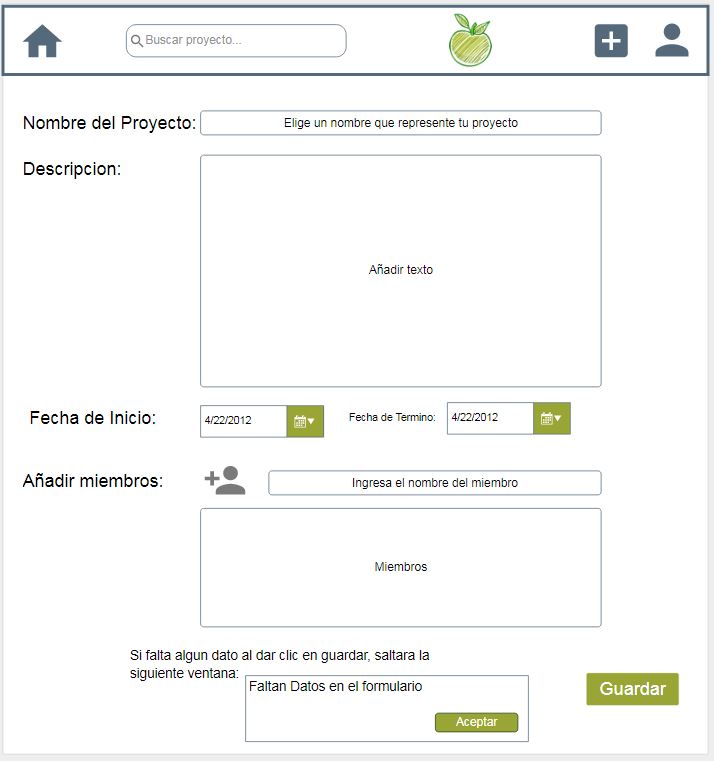 Buscar proyecto...
Nombre del Proyecto: Elige un nombre que represente tu proyecto
Descripcion:
Añadir texto
Fecha de Inicio: 4/22/2012 Fecha de Termino: 4/22/2012
Añadir miembros: Ingresa el nombre del miembro
Miembros
Si falta algun dato al dar clic en guardar, saltara la
siguiente ventana:
Faltan Datos en el formulario
Aceptar
Guardar